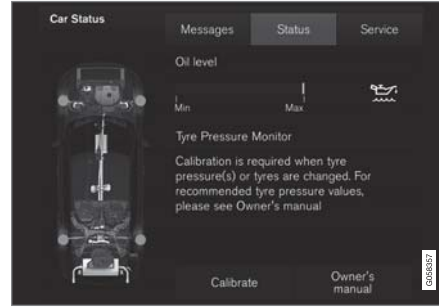 Car Status
Messages Status Service
Oil level
Min Max
Tyre Pressure Monitor
Calibration is required when tyre
pressure(s) or tyres are changed. For
recommended tyre pressure values,
please see Owner's manual
Calibrate
Owner's
manual
G058357